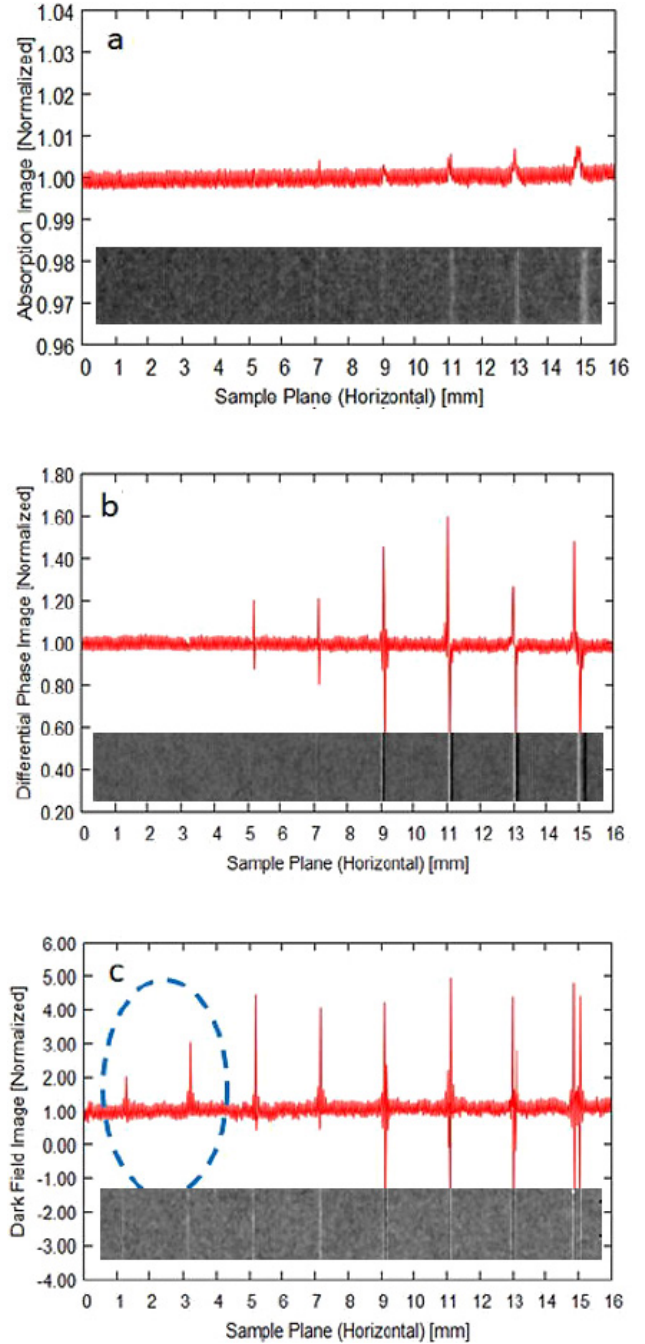 a
Absorption Image [Normalized]
1.04
1.03
1.02
1.01
1.00
0.99
0.98
0.97
0.96
0 1 2 3 4 5 6 7 8 9 10 11 12 13 14 15 16
Sample Plane (Horizontal) [mm]
b
Differential Phase Image [Normalized]
1.80
1.60
1.40
1.20
1.00
0.80
0.60
0.40
0.20
0 1 2 3 4 5 6 7 8 9 10 11 12 13 14 15 16
Sample Plane (Horizontal) [mm]
c
Dark Field Image [Normalized]
6.00
5.00
4.00
3.00
2.00
1.00
0.00
-1.00
-2.00
-3.00
-4.00
0 1 2 3 4 5 6 7 8 9 10 11 12 13 14 15 16
Sample Plane (Horizontal) [mm]